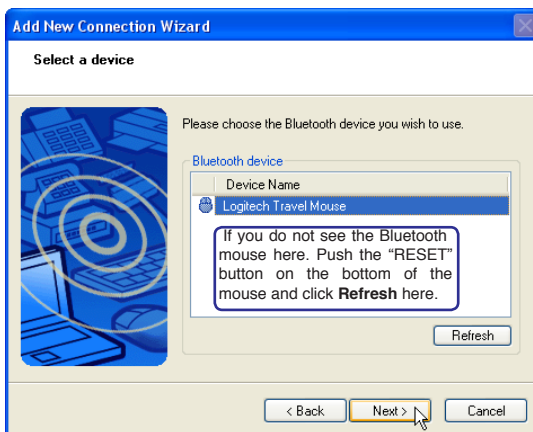 Add New Connection Wizard
Select a device
Please choose the Bluetooth device you wish to use.
Bluetooth device
Device Name
Logitech Travel Mouse
If you do not see the Bluetooth
mouse here. Push the “RESET”
button on the bottom of the
mouse and click Refresh here.
Refresh
< Back
Next >
Cancel